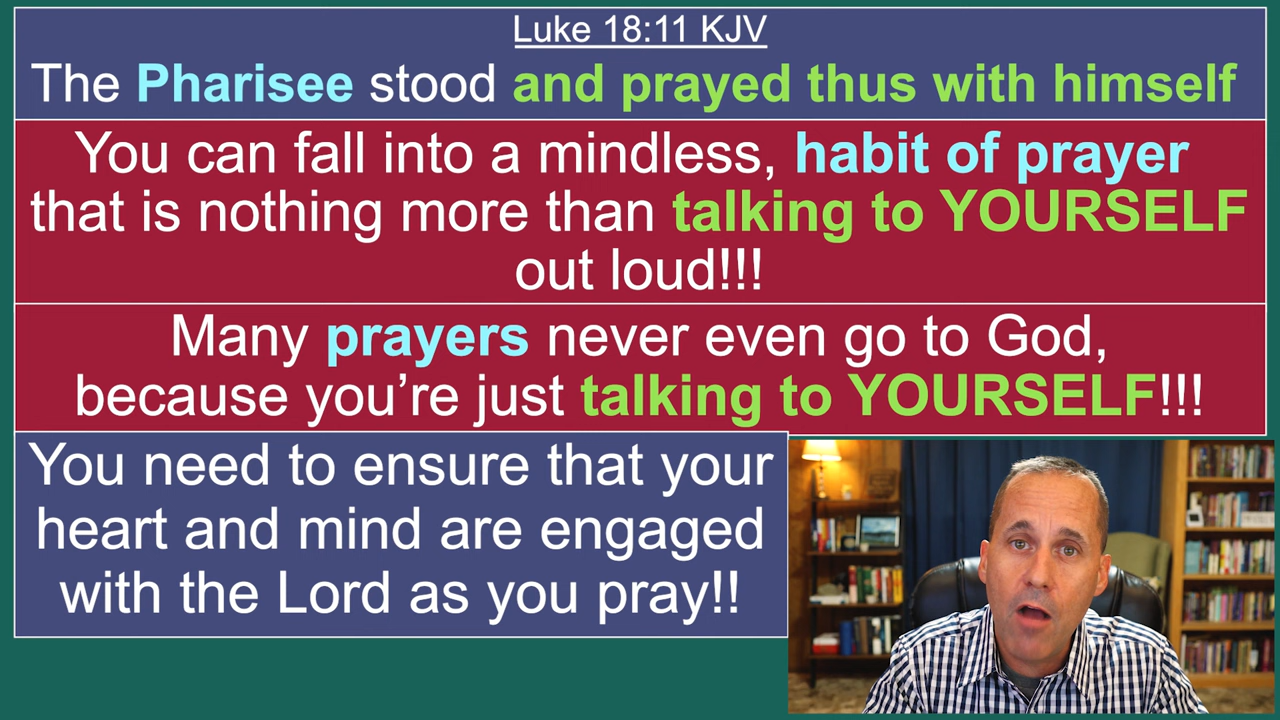 Luke 18:11 KJV
The Pharisee stood and prayed thus with himself
You can fall into a mindless, habit of prayer
that is nothing more than talking to YOURSELF
out loud!!!
Many prayers never even go to God,
because you’re just talking to YOURSELF!!!
You need to ensure that your
heart and mind are engaged
with the Lord as you pray!!